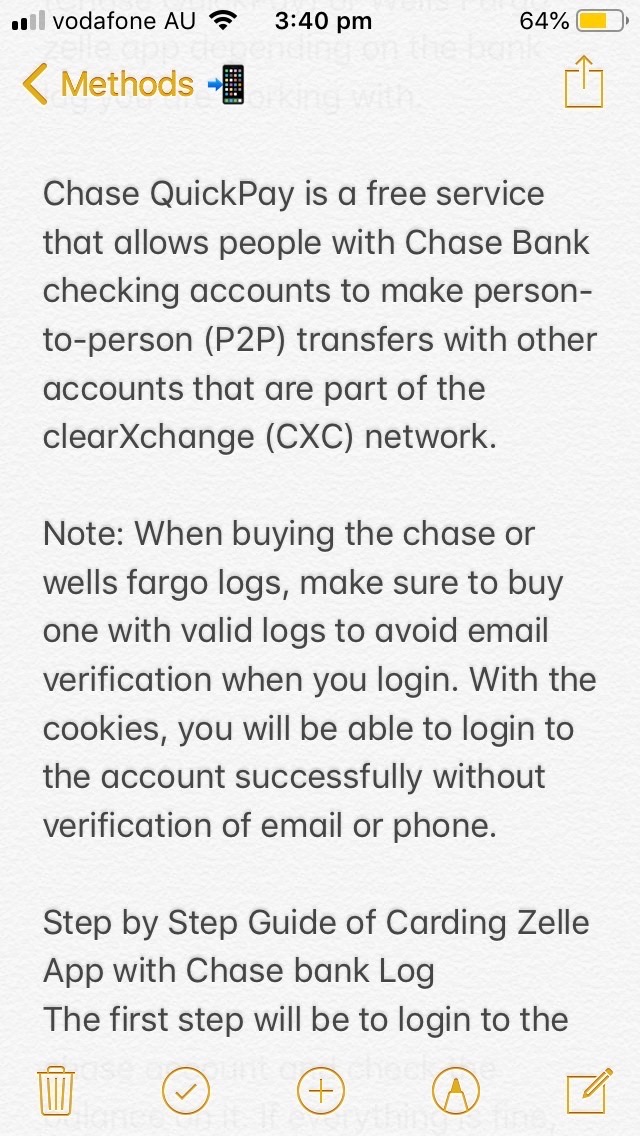 vodafone AU 3:40 pm 64%
zelle app depending on the bank
Methods
log you are working with.
Chase QuickPay is a free service
that allows people with Chase Bank
checking accounts to make person-
to-person (P2P) transfers with other
accounts that are part of the
clearXchange (CXC) network.
Note: When buying the chase or
wells fargo logs, make sure to buy
one with valid logs to avoid email
verification when you login. With the
cookies, you will be able to login to
the account successfully without
verification of email or phone.
Step by Step Guide of Carding Zelle
App with Chase bank Log
The first step will be to login to the
chase account and check the
balance on it. If everything is fine,